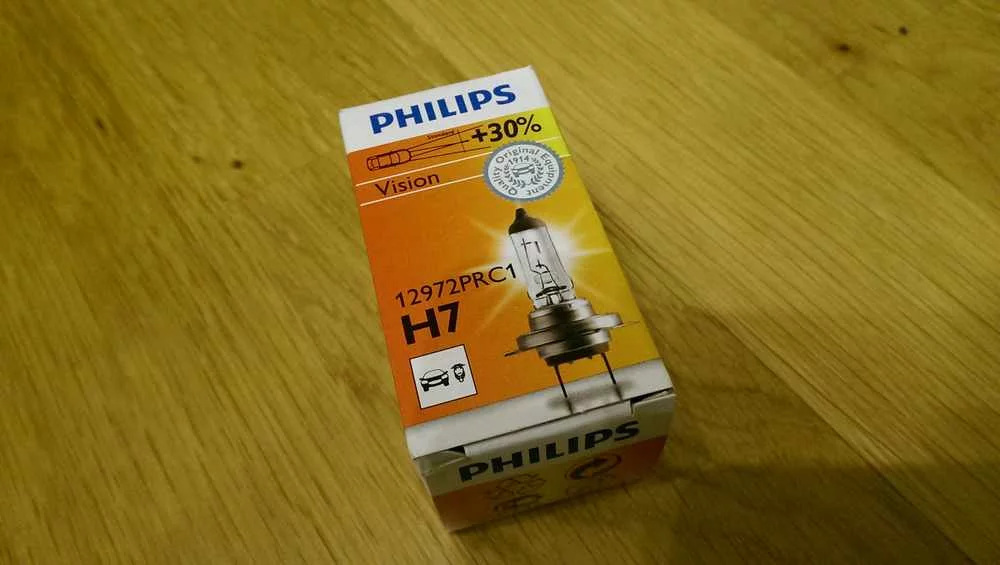 PHILIPS
Standard
+30%
Vision
Quality Original Equipment
1914
12972PRC1
H7
PHILIPS